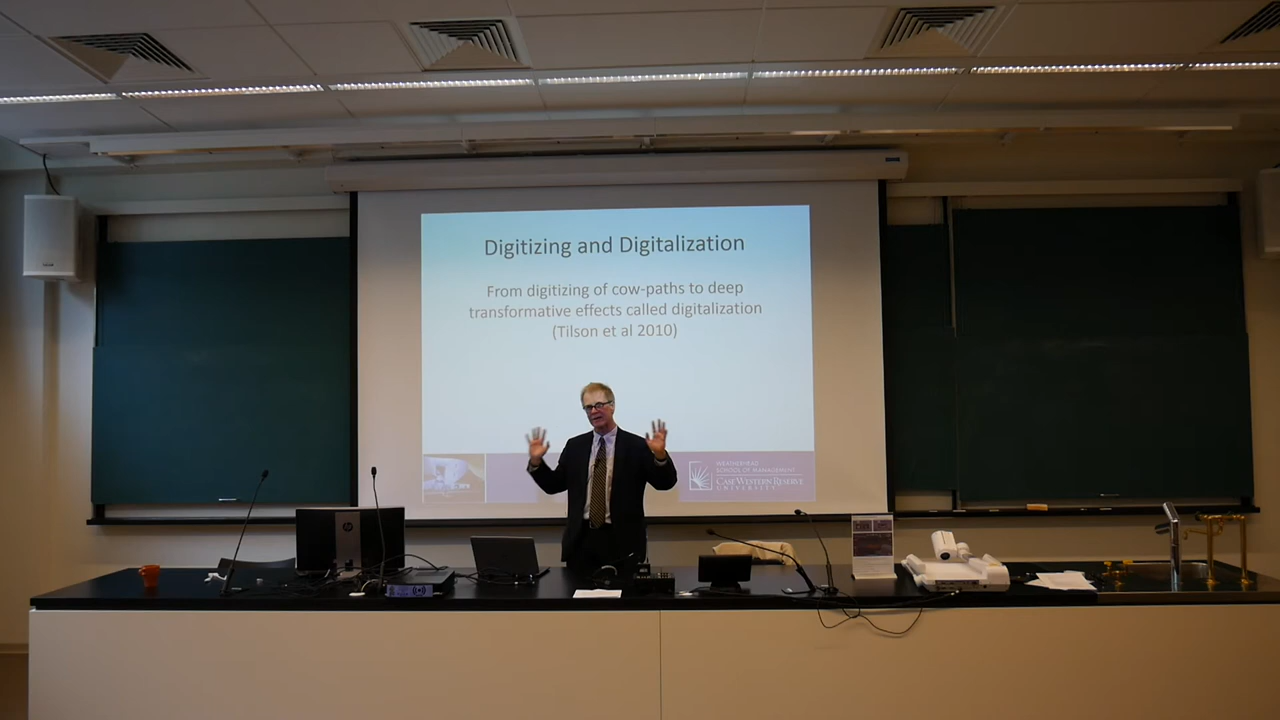 Digitizing and Digitalization
From digitizing of cow-paths to deep
transformative effects called digitalization
(Tilson et al 2010)
WEATHERHEAD
SCHOOL OF MANAGEMENT
CASE WESTERN RESERVE
UNIVERSITY
hp